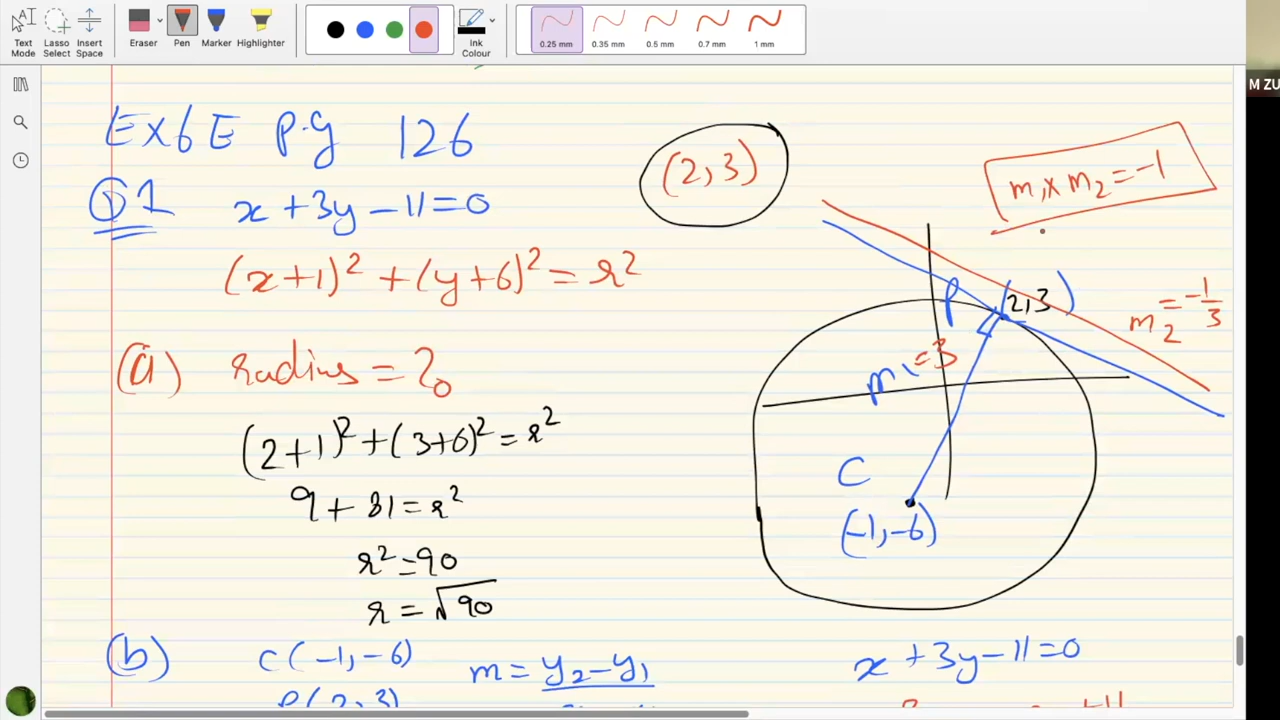 Text Mode
Lasso Select
Insert Space
Eraser
Pen
Marker
Highlighter
Ink Colour
0.25 mm
0.35 mm
0.5 mm
0.7 mm
1 mm
M ZU
Ex6E P.g 126
Q1 x + 3y - 11 = 0
(2, 3)
m₁ x m₂ = -1
(x+1)² + (y+6)² = r²
P (2,3)
m₂ = -1/3
m₁ = 3
(a) radius = ?
(2+1)² + (3+6)² = r²
9 + 81 = r²
r² = 90
r = √90
C
(-1, -6)
(b) C(-1, -6)
m = y₂ - y₁
x + 3y - 11 = 0
P(2, 3)